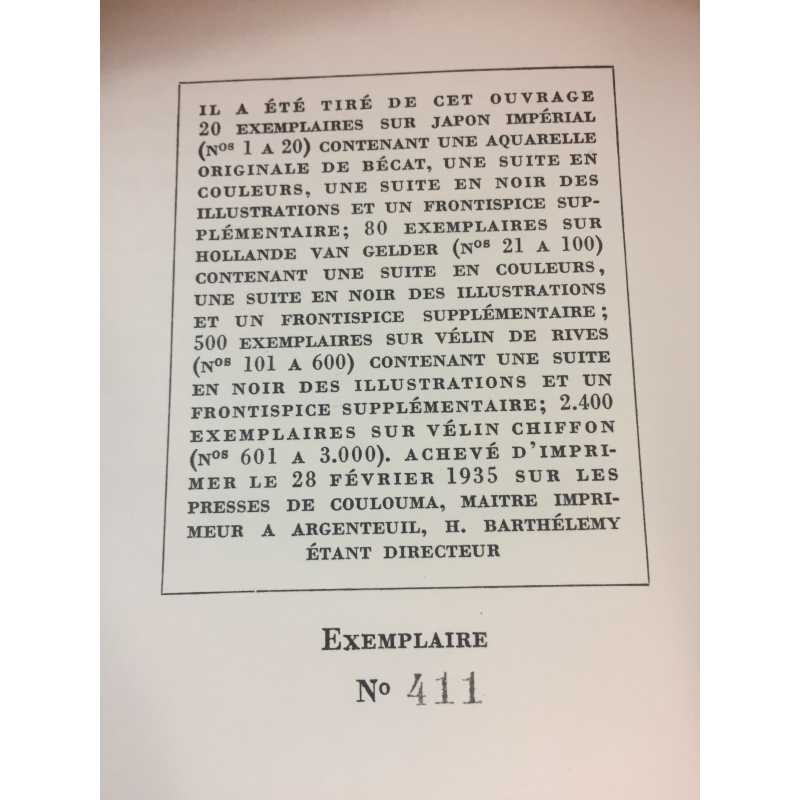 IL A ÉTÉ TIRÉ DE CET OUVRAGE
20 EXEMPLAIRES SUR JAPON IMPÉRIAL
(Nos 1 A 20) CONTENANT UNE AQUARELLE
ORIGINALE DE BÉCAT, UNE SUITE EN
COULEURS, UNE SUITE EN NOIR DES
ILLUSTRATIONS ET UN FRONTISPICE SUP-
PLÉMENTAIRE; 80 EXEMPLAIRES SUR
HOLLANDE VAN GELDER (Nos 21 A 100)
CONTENANT UNE SUITE EN COULEURS,
UNE SUITE EN NOIR DES ILLUSTRATIONS
ET UN FRONTISPICE SUPPLÉMENTAIRE;
500 EXEMPLAIRES SUR VÉLIN DE RIVES
(Nos 101 A 600) CONTENANT UNE SUITE
EN NOIR DES ILLUSTRATIONS ET UN
FRONTISPICE SUPPLÉMENTAIRE; 2.400
EXEMPLAIRES SUR VÉLIN CHIFFON
(Nos 601 A 3.000). ACHEVÉ D'IMPRI-
MER LE 28 FÉVRIER 1935 SUR LES
PRESSES DE COULOUMA, MAITRE IMPRI-
MEUR A ARGENTEUIL, H. BARTHÉLEMY
ÉTANT DIRECTEUR
EXEMPLAIRE
No 411